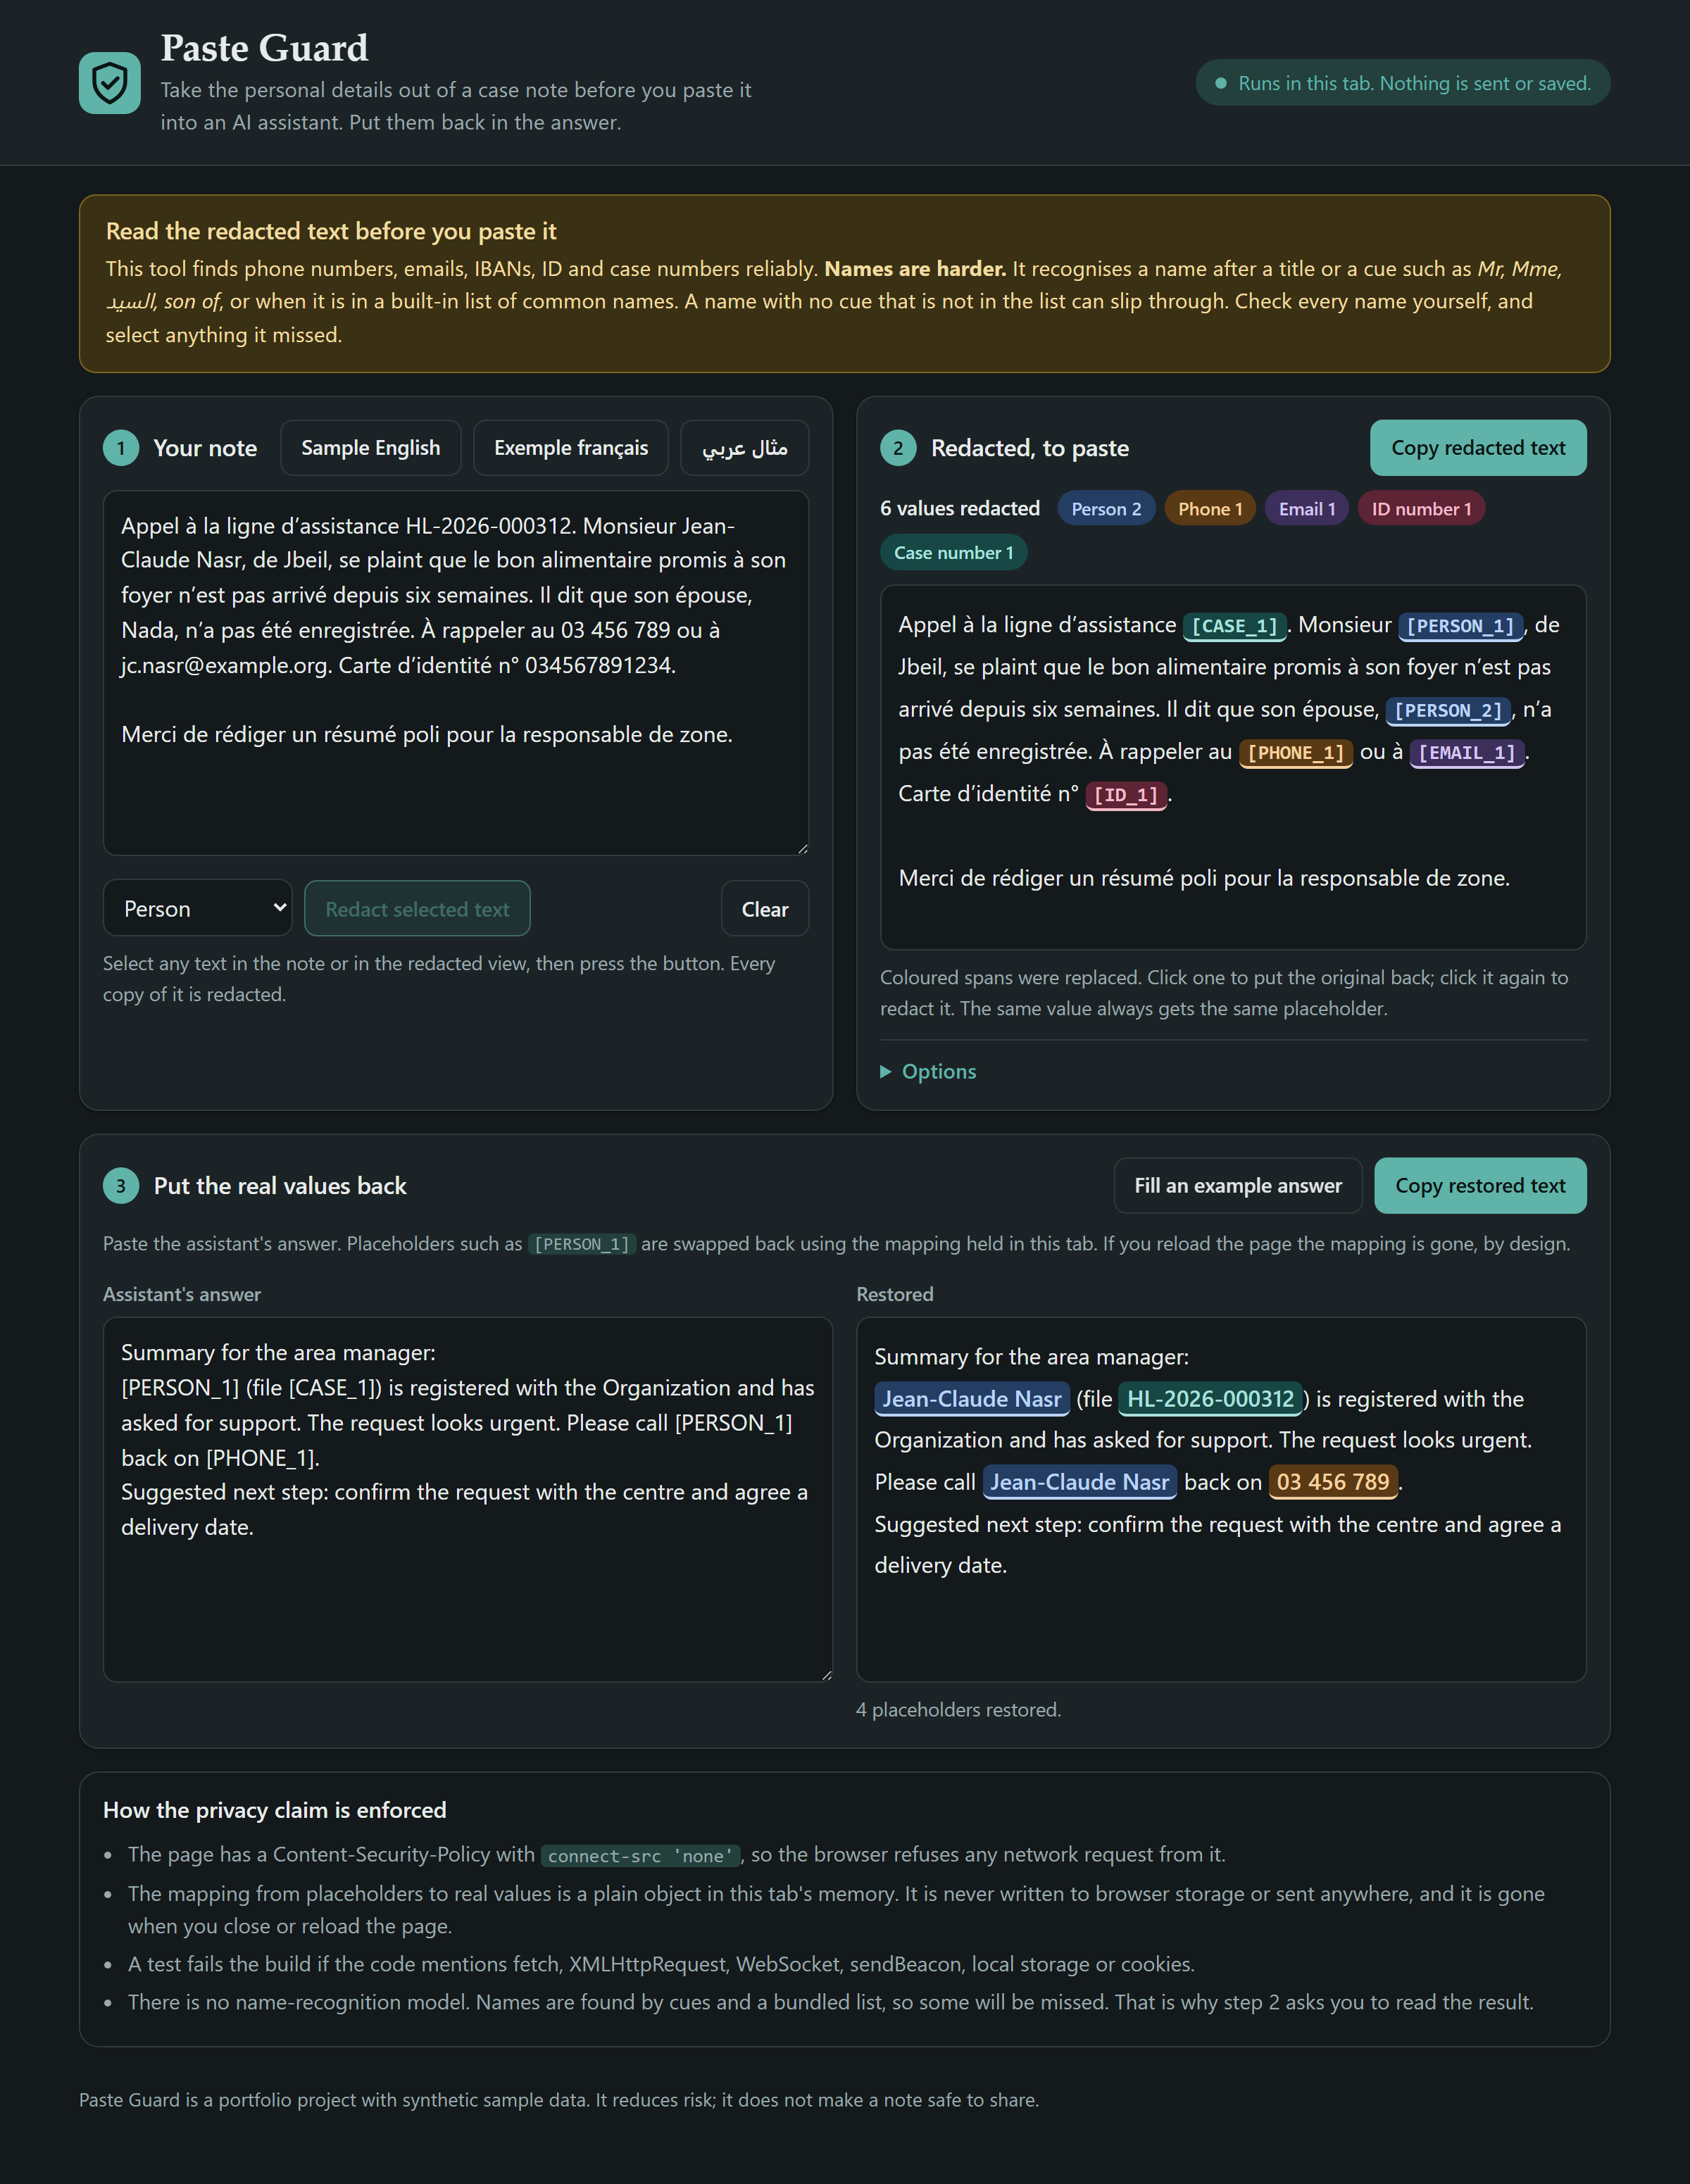 Paste Guard
Take the personal details out of a case note before you paste it
into an AI assistant. Put them back in the answer.
Runs in this tab. Nothing is sent or saved.
Read the redacted text before you paste it
This tool finds phone numbers, emails, IBANs, ID and case numbers reliably. Names are harder. It recognises a name after a title or a cue such as Mr, Mme,
السيد, son of, or when it is in a built-in list of common names. A name with no cue that is not in the list can slip through. Check every name yourself, and
select anything it missed.
1 Your note
Sample English
Exemple français
مثال عربي
Appel à la ligne d’assistance HL-2026-000312. Monsieur Jean-
Claude Nasr, de Jbeil, se plaint que le bon alimentaire promis à son
foyer n’est pas arrivé depuis six semaines. Il dit que son épouse,
Nada, n’a pas été enregistrée. À rappeler au 03 456 789 ou à
jc.nasr@example.org. Carte d’identité n° 034567891234.
Merci de rédiger un résumé poli pour la responsable de zone.
Person
Redact selected text
Clear
Select any text in the note or in the redacted view, then press the button. Every
copy of it is redacted.
2 Redacted, to paste
Copy redacted text
6 values redacted Person 2 Phone 1 Email 1 ID number 1
Case number 1
Appel à la ligne d’assistance [CASE_1]. Monsieur [PERSON_1], de
Jbeil, se plaint que le bon alimentaire promis à son foyer n’est pas
arrivé depuis six semaines. Il dit que son épouse, [PERSON_2], n’a
pas été enregistrée. À rappeler au [PHONE_1] ou à [EMAIL_1].
Carte d’identité n° [ID_1].
Merci de rédiger un résumé poli pour la responsable de zone.
Coloured spans were replaced. Click one to put the original back; click it again to
redact it. The same value always gets the same placeholder.
Options
3 Put the real values back
Fill an example answer
Copy restored text
Paste the assistant's answer. Placeholders such as [PERSON_1] are swapped back using the mapping held in this tab. If you reload the page the mapping is gone, by design.
Assistant's answer
Summary for the area manager:
[PERSON_1] (file [CASE_1]) is registered with the Organization and has
asked for support. The request looks urgent. Please call [PERSON_1]
back on [PHONE_1].
Suggested next step: confirm the request with the centre and agree a
delivery date.
Restored
Summary for the area manager:
Jean-Claude Nasr (file HL-2026-000312) is registered with the
Organization and has asked for support. The request looks urgent.
Please call Jean-Claude Nasr back on 03 456 789.
Suggested next step: confirm the request with the centre and agree a
delivery date.
4 placeholders restored.
How the privacy claim is enforced
• The page has a Content-Security-Policy with connect-src 'none', so the browser refuses any network request from it.
• The mapping from placeholders to real values is a plain object in this tab's memory. It is never written to browser storage or sent anywhere, and it is gone
when you close or reload the page.
• A test fails the build if the code mentions fetch, XMLHttpRequest, WebSocket, sendBeacon, local storage or cookies.
• There is no name-recognition model. Names are found by cues and a bundled list, so some will be missed. That is why step 2 asks you to read the result.
Paste Guard is a portfolio project with synthetic sample data. It reduces risk; it does not make a note safe to share.